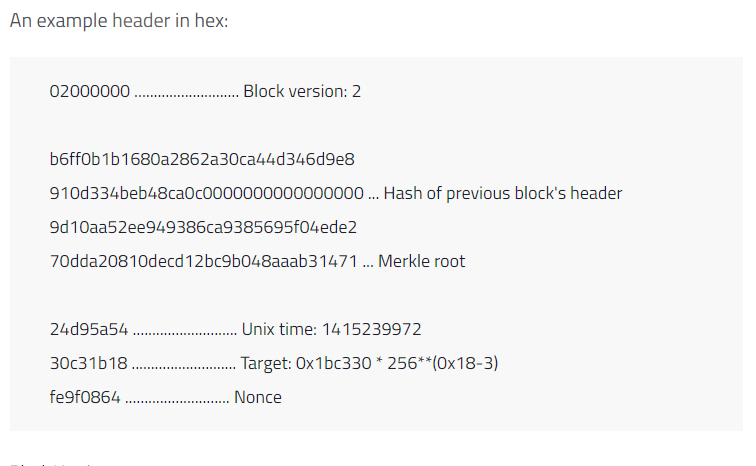 An example header in hex:
02000000 ........................... Block version: 2
b6ff0b1b1680a2862a30ca44d346d9e8
910d334beb48ca0c0000000000000000 ... Hash of previous block's header
9d10aa52ee949386ca9385695f04ede2
70dda20810decd12bc9b048aaab31471 ... Merkle root
24d95a54 ........................... Unix time: 1415239972
30c31b18 ........................... Target: 0x1bc330 * 256**(0x18-3)
fe9f0864 ........................... Nonce